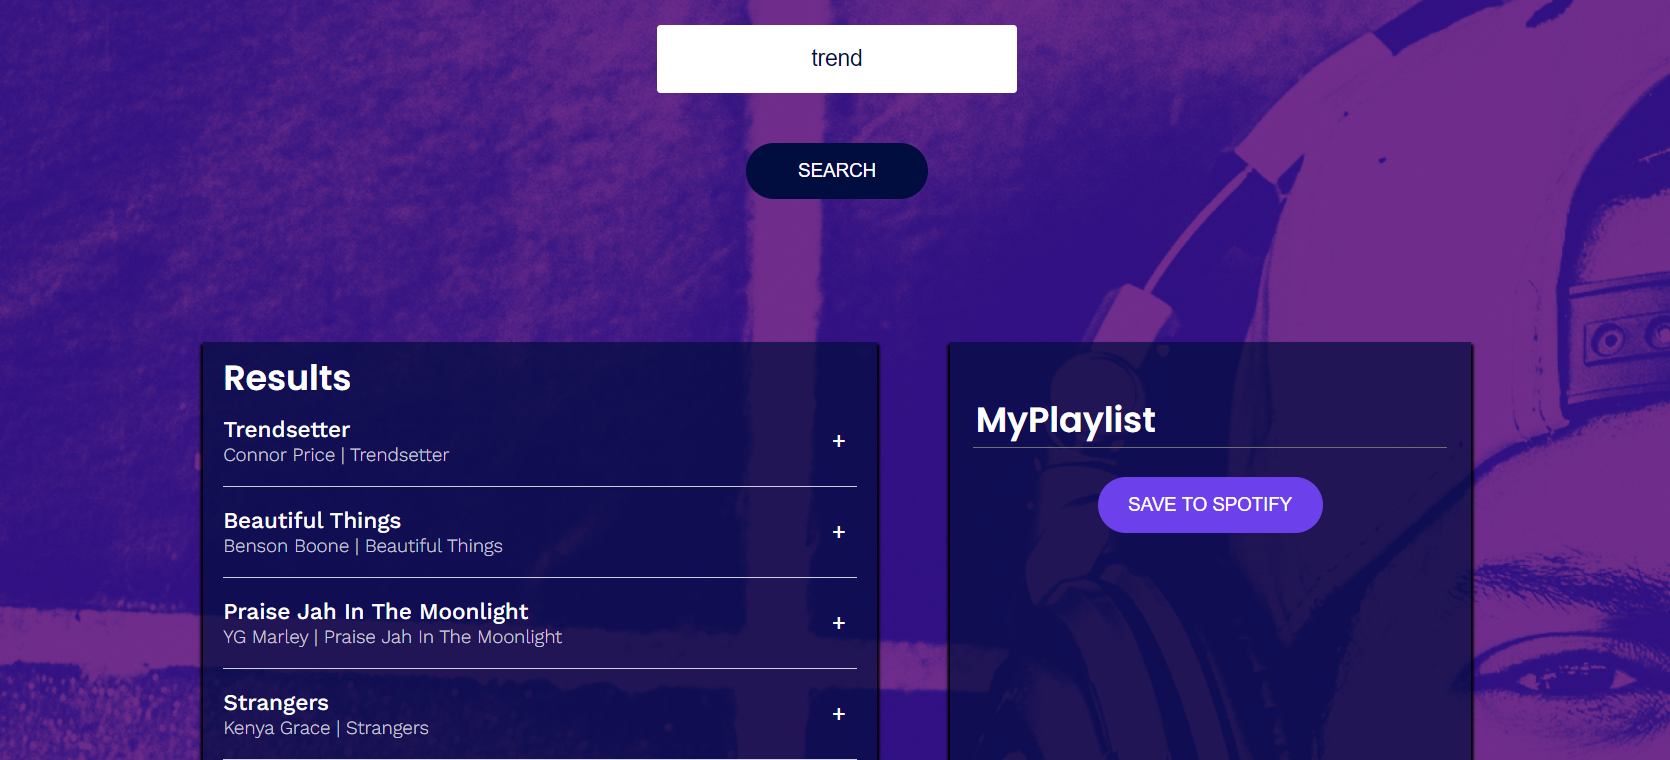 trend
SEARCH
Results
Trendsetter
Connor Price | Trendsetter
+
Beautiful Things
Benson Boone | Beautiful Things
+
Praise Jah In The Moonlight
YG Marley | Praise Jah In The Moonlight
+
Strangers
Kenya Grace | Strangers
+
MyPlaylist
SAVE TO SPOTIFY